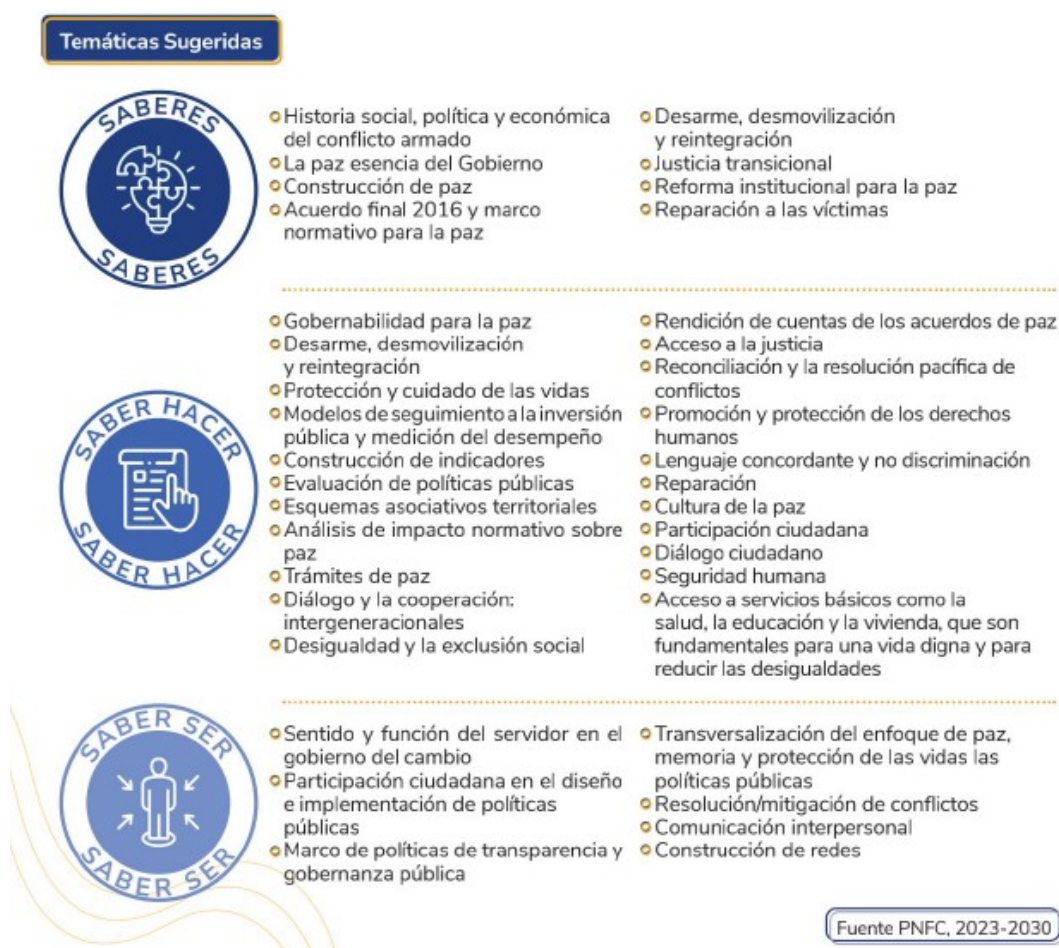 Temáticas Sugeridas
SABERES
SABERES
Historia social, política y económica
del conflicto armado
La paz esencia del Gobierno
Construcción de paz
Acuerdo final 2016 y marco
normativo para la paz
Desarme, desmovilización
y reintegración
Justicia transicional
Reforma institucional para la paz
Reparación a las víctimas
SABER HACER
SABER HACER
Gobernabilidad para la paz
Desarme, desmovilización
y reintegración
Protección y cuidado de las vidas
Modelos de seguimiento a la inversión
pública y medición del desempeño
Construcción de indicadores
Evaluación de políticas públicas
Esquemas asociativos territoriales
Análisis de impacto normativo sobre
paz
Trámites de paz
Diálogo y la cooperación:
intergeneracionales
Desigualdad y la exclusión social
Rendición de cuentas de los acuerdos de paz
Acceso a la justicia
Reconciliación y la resolución pacífica de
conflictos
Promoción y protección de los derechos
humanos
Lenguaje concordante y no discriminación
Reparación
Cultura de la paz
Participación ciudadana
Diálogo ciudadano
Seguridad humana
Acceso a servicios básicos como la
salud, la educación y la vivienda, que son
fundamentales para una vida digna y para
reducir las desigualdades
SABER SER
SABER SER
Sentido y función del servidor en el
gobierno del cambio
Participación ciudadana en el diseño
e implementación de políticas
públicas
Marco de políticas de transparencia y
gobernanza pública
Transversalización del enfoque de paz,
memoria y protección de las vidas las
políticas públicas
Resolución/mitigación de conflictos
Comunicación interpersonal
Construcción de redes
Fuente PNFC, 2023-2030